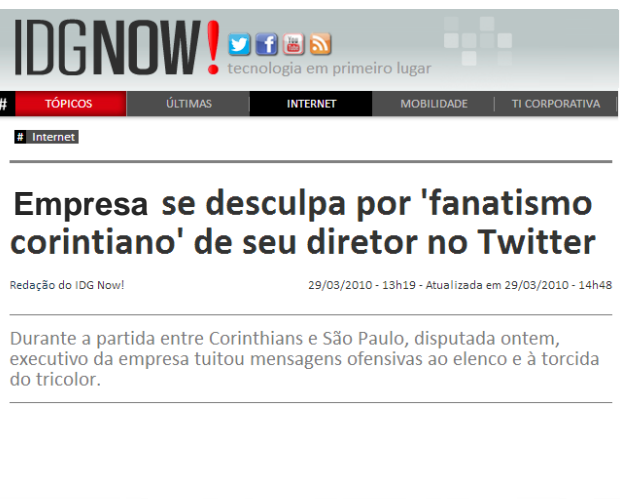 IDGNOW!
tecnologia em primeiro lugar
# TÓPICOS ÚLTIMAS INTERNET MOBILIDADE TI CORPORATIVA
# Internet
Empresa se desculpa por 'fanatismo
corintiano' de seu diretor no Twitter
Redação do IDG Now! 29/03/2010 - 13h19 - Atualizada em 29/03/2010 - 14h48
Durante a partida entre Corinthians e São Paulo, disputada ontem,
executivo da empresa tuitou mensagens ofensivas ao elenco e à torcida
do tricolor.